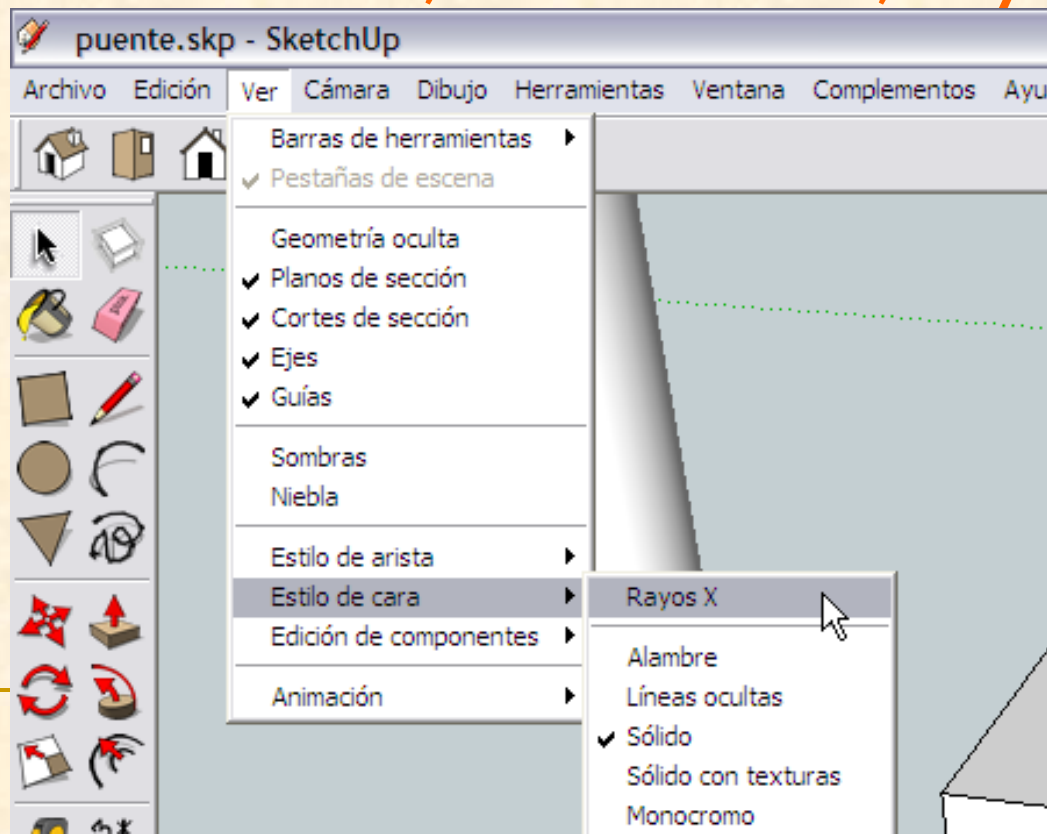 puente.skp - SketchUp
Archivo Edición Ver Cámara Dibujo Herramientas Ventana Complementos Ayu
Barras de herramientas
Pestañas de escena
Geometría oculta
Planos de sección
Cortes de sección
Ejes
Guías
Sombras
Niebla
Estilo de arista
Estilo de cara
Edición de componentes
Animación
Rayos X
Alambre
Líneas ocultas
Sólido
Sólido con texturas
Monocromo